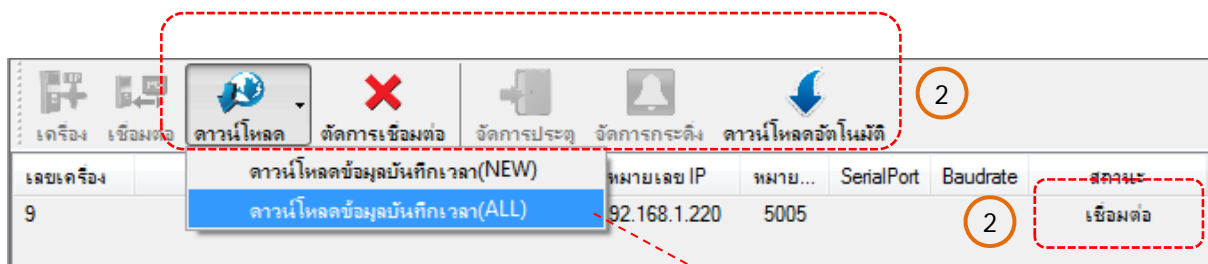 2
เครื่อง เชื่อมต่อ ดาวน์โหลด ตัดการเชื่อมต่อ จัดการประตู จัดการกระดิ่ง ดาวน์โหลดอัตโนมัติ
ดาวน์โหลดข้อมูลบันทึกเวลา(NEW)
เลขเครื่อง หมายเลข IP หมาย... SerialPort Baudrate สถานะ
ดาวน์โหลดข้อมูลบันทึกเวลา(ALL)
9 92.168.1.220 5005 2 เชื่อมต่อ